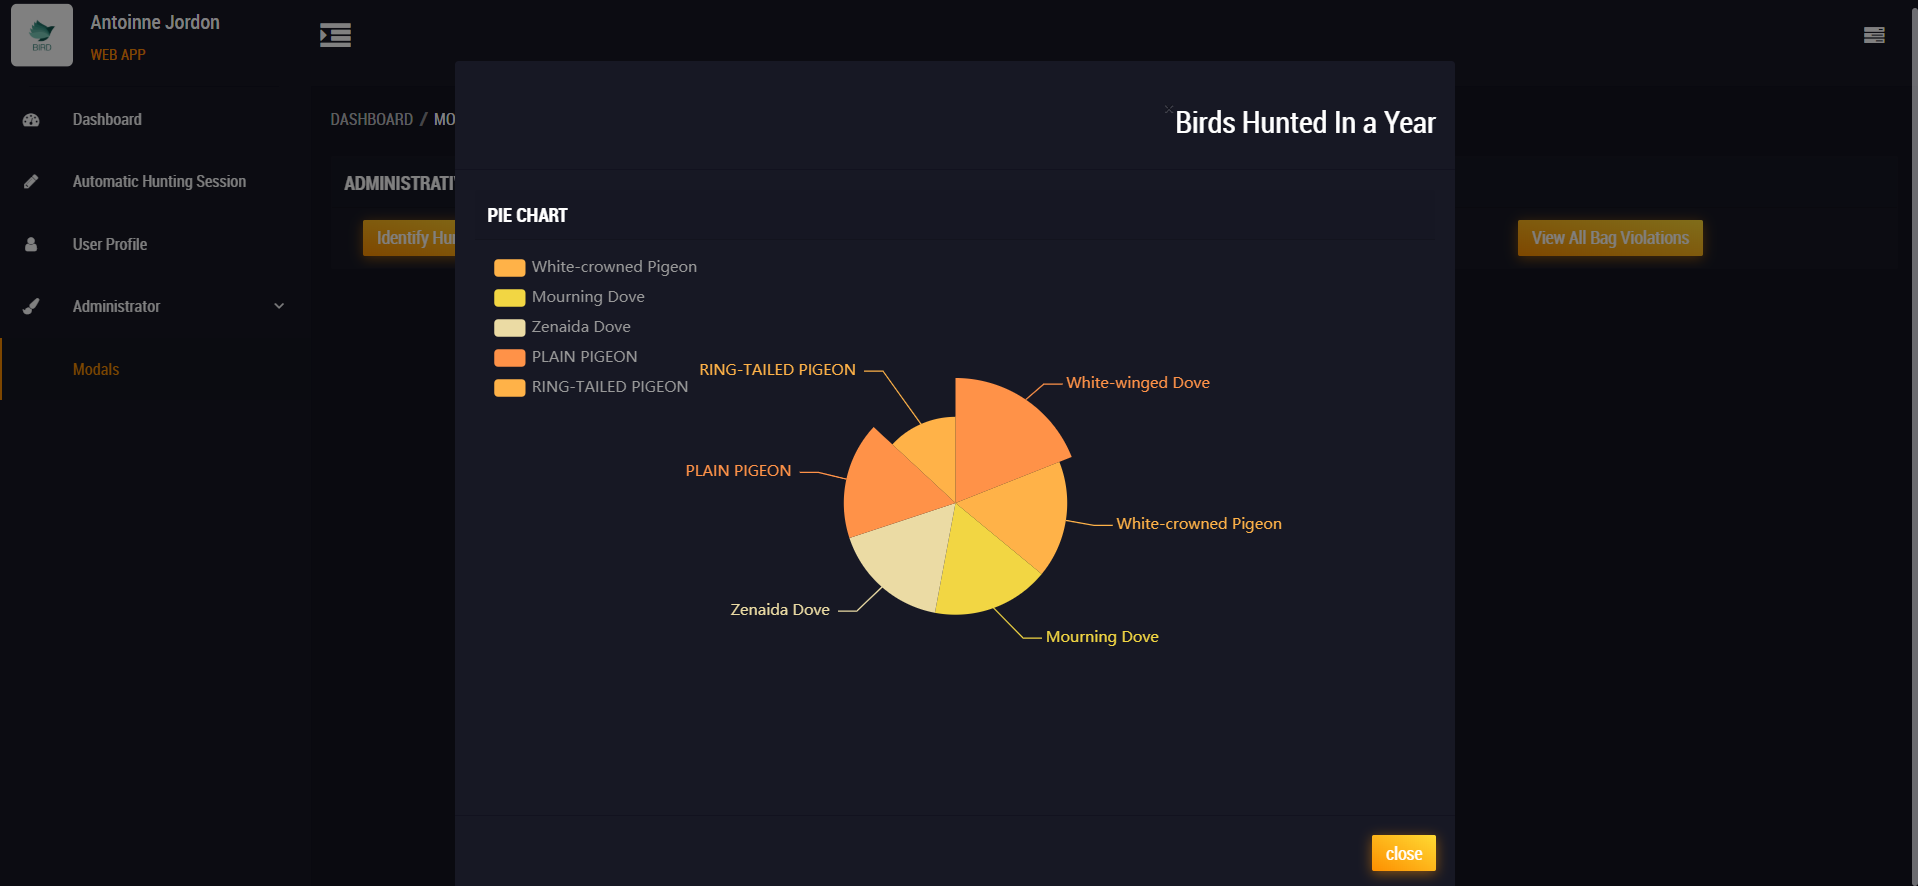 Antoinne Jordon
BIRD
WEB APP
Dashboard
Automatic Hunting Session
User Profile
Administrator
Modals
DASHBOARD / MO
ADMINISTRATI
Identify Hu
View All Bag Violations
Birds Hunted In a Year
PIE CHART
White-crowned Pigeon
Mourning Dove
Zenaida Dove
PLAIN PIGEON
RING-TAILED PIGEON
RING-TAILED PIGEON
White-winged Dove
PLAIN PIGEON
White-crowned Pigeon
Zenaida Dove
Mourning Dove
close